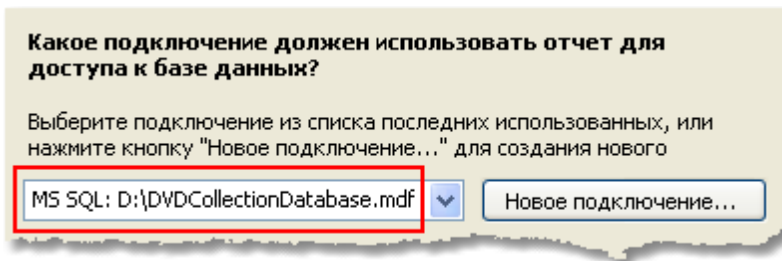 Какое подключение должен использовать отчет для
доступа к базе данных?
Выберите подключение из списка последних использованных, или
нажмите кнопку "Новое подключение..." для создания нового
MS SQL: D:\DVDCollectionDatabase.mdf Новое подключение...